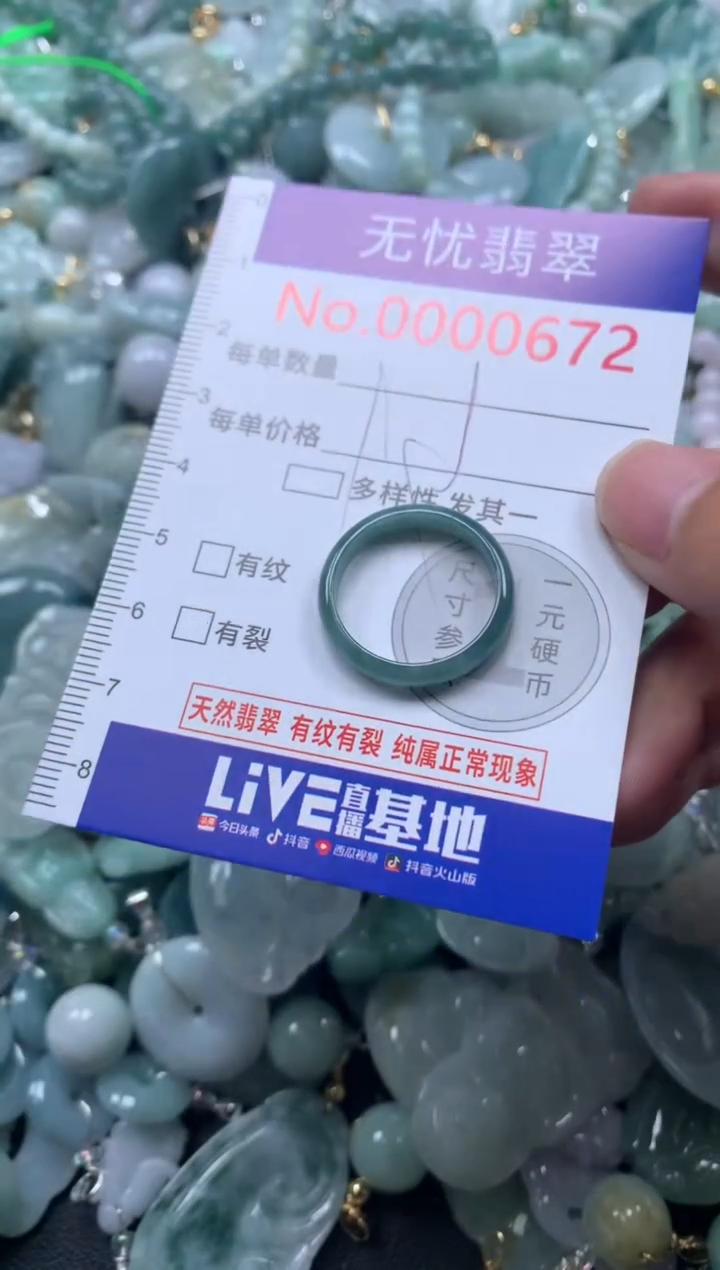 无忧翡翠
No.0000672
每单数量
每单价格
多样性 发其一
有纹
有裂
尺寸参
一元硬币
天然翡翠 有纹有裂 纯属正常现象
LiVE直播基地
头条 今日头条 抖音 西瓜视频 抖音火山版
0
1
2
3
4
5
6
7
8